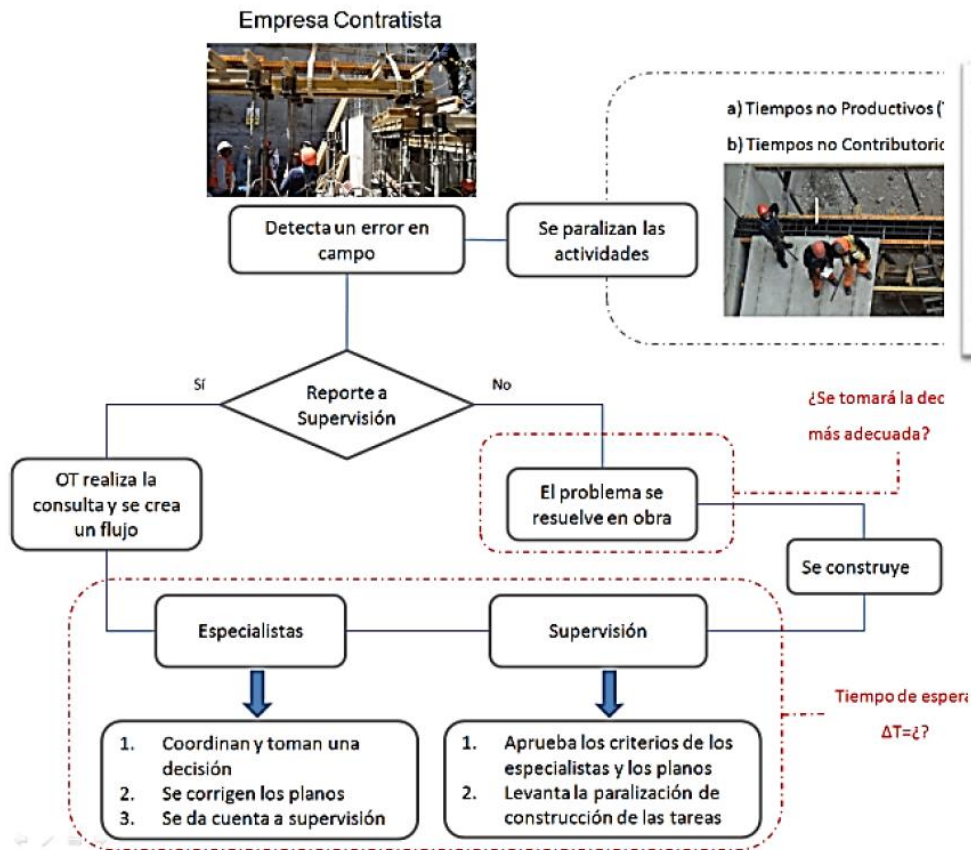 Empresa Contratista
a) Tiempos no Productivos (
b) Tiempos no
Detecta un error en
campo
Se paralizan las
actividades
Sí
Reporte a
Supervisión
No
¿Se tomará la
más adecuada?
OT realiza la
consulta y se crea
un flujo
El problema se
resuelve en obra
Se construye
Especialistas
Supervisión
Tiempo de
ΔT=¿?
1. Coordinan y toman una
decisión
2. Se corrigen los planos
3. Se da cuenta a supervisión
1. Aprueba los criterios de los
especialistas y los planos
2. Levanta la paralización de
construcción de las tareas